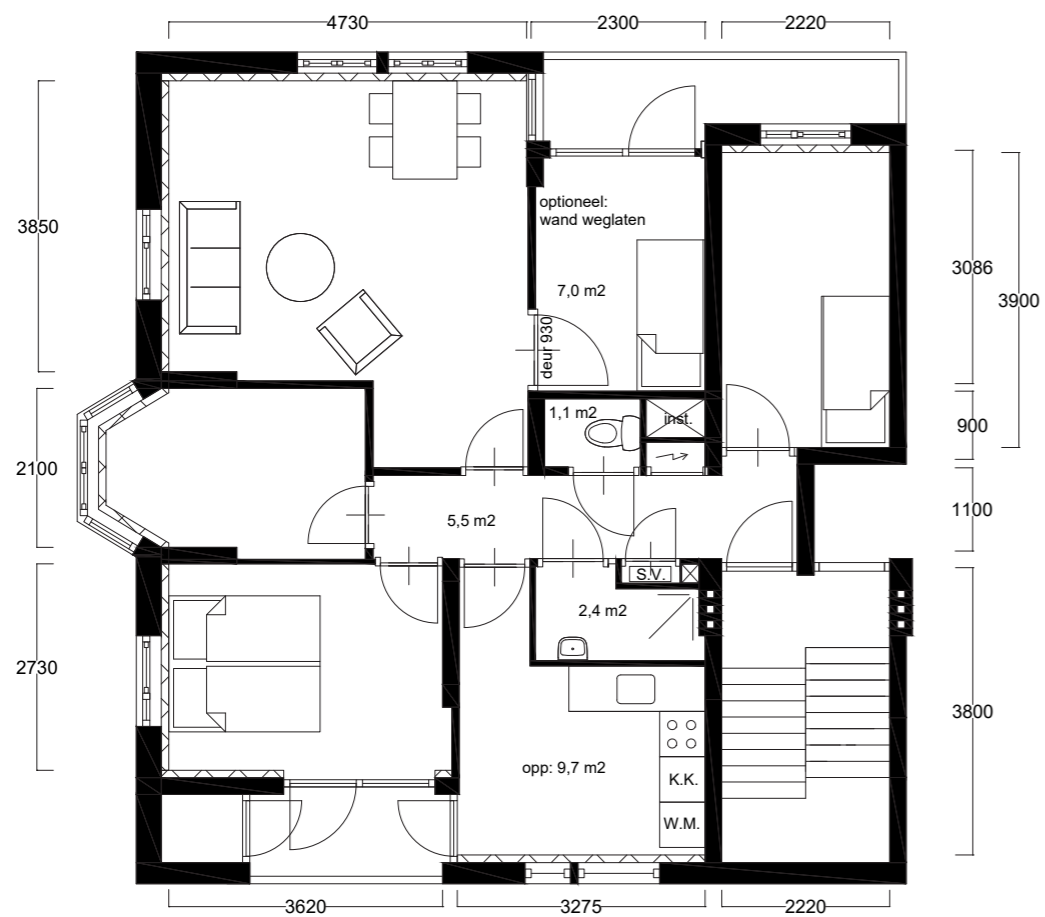 4730
2300
2220
optioneel:
wand weglaten
3850
7,0 m2
3086
3900
deur 930
1,1 m2
inst.
900
2100
5,5 m2
1100
S.V.
2,4 m2
2730
3800
opp: 9,7 m2
K.K.
W.M.
3620
3275
2220